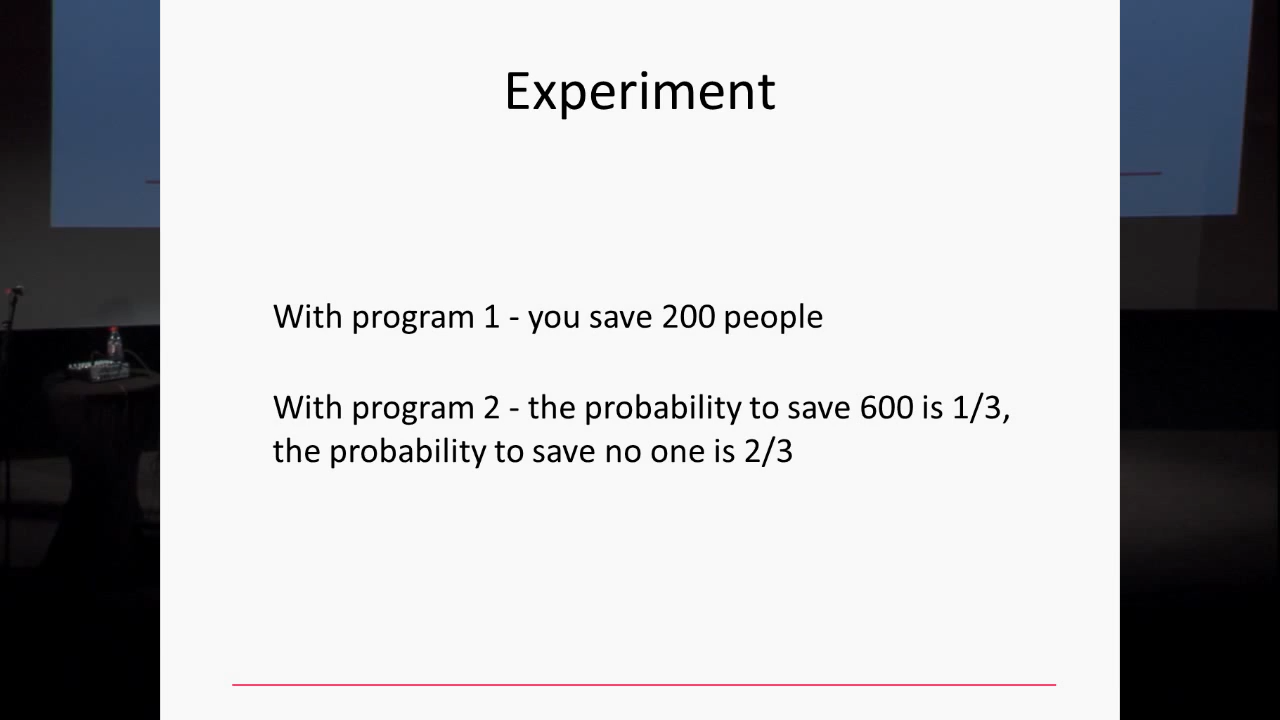 Experiment
With program 1 - you save 200 people
With program 2 - the probability to save 600 is 1/3,
the probability to save no one is 2/3